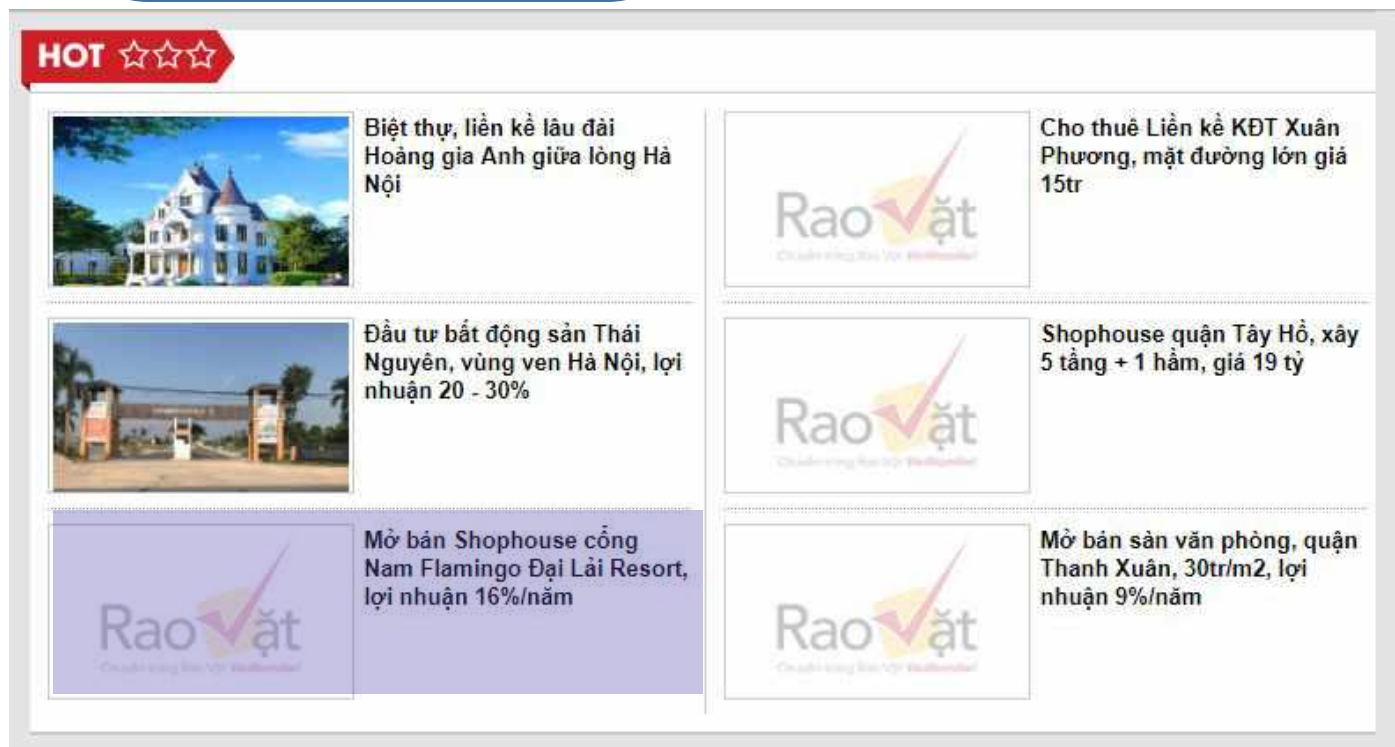 HOT
Biệt thự, liền kề lâu đài
Hoàng gia Anh giữa lòng Hà
Nội
Cho thuê Liền kề KĐT Xuân
Phương, mặt đường lớn giá
15tr
Rao Vặt
Đầu tư bất động sản Thái
Nguyên, vùng ven Hà Nội, lợi
nhuận 20 - 30%
Shophouse quận Tây Hồ, xây
5 tầng + 1 hầm, giá 19 tỷ
Rao Vặt
Mở bán Shophouse cổng
Nam Flamingo Đại Lải Resort,
lợi nhuận 16%/năm
Rao Vặt
Mở bán sàn văn phòng, quận
Thanh Xuân, 30tr/m2, lợi
nhuận 9%/năm
Rao Vặt